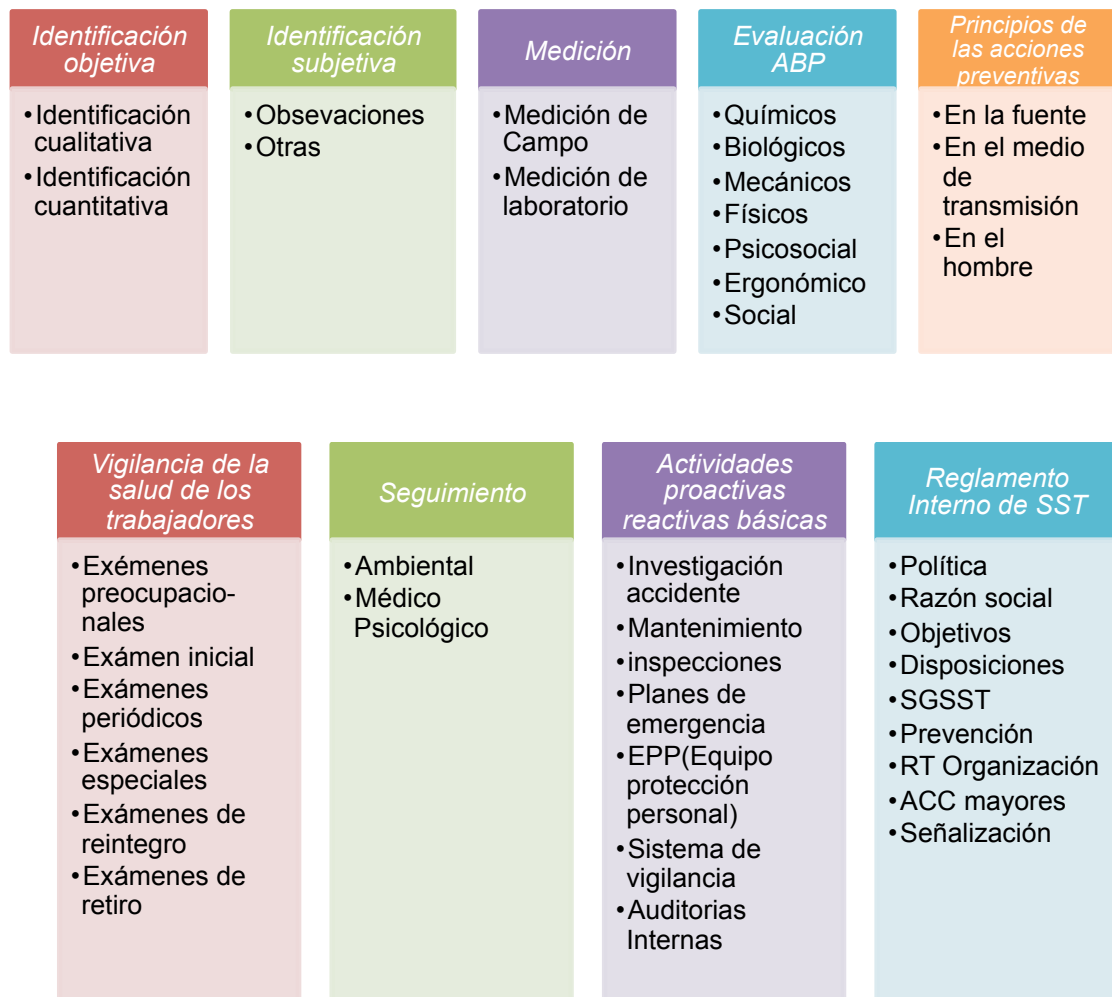 Identificación
objetiva
•Identificación
cualitativa
•Identificación
cuantitativa
Identificación
subjetiva
•Obsevaciones
•Otras
Medición
•Medición de
Campo
•Medición de
laboratorio
Evaluación
ABP
•Químicos
•Biológicos
•Mecánicos
•Físicos
•Psicosocial
•Ergonómico
•Social
Principios de
las acciones
preventivas
•En la fuente
•En el medio
de
transmisión
•En el
hombre
Vigilancia de la
salud de los
trabajadores
•Exémenes
preocupacio-
nales
•Exámen inicial
•Exámenes
periódicos
•Exámenes
especiales
•Exámenes de
reintegro
•Exámenes de
retiro
Seguimiento
•Ambiental
•Médico
Psicológico
Actividades
proactivas
reactivas básicas
•Investigación
accidente
•Mantenimiento
•inspecciones
•Planes de
emergencia
•EPP(Equipo
protección
personal)
•Sistema de
vigilancia
•Auditorias
Internas
Reglamento
Interno de SST
•Política
•Razón social
•Objetivos
•Disposiciones
•SGSST
•Prevención
•RT Organización
•ACC mayores
•Señalización